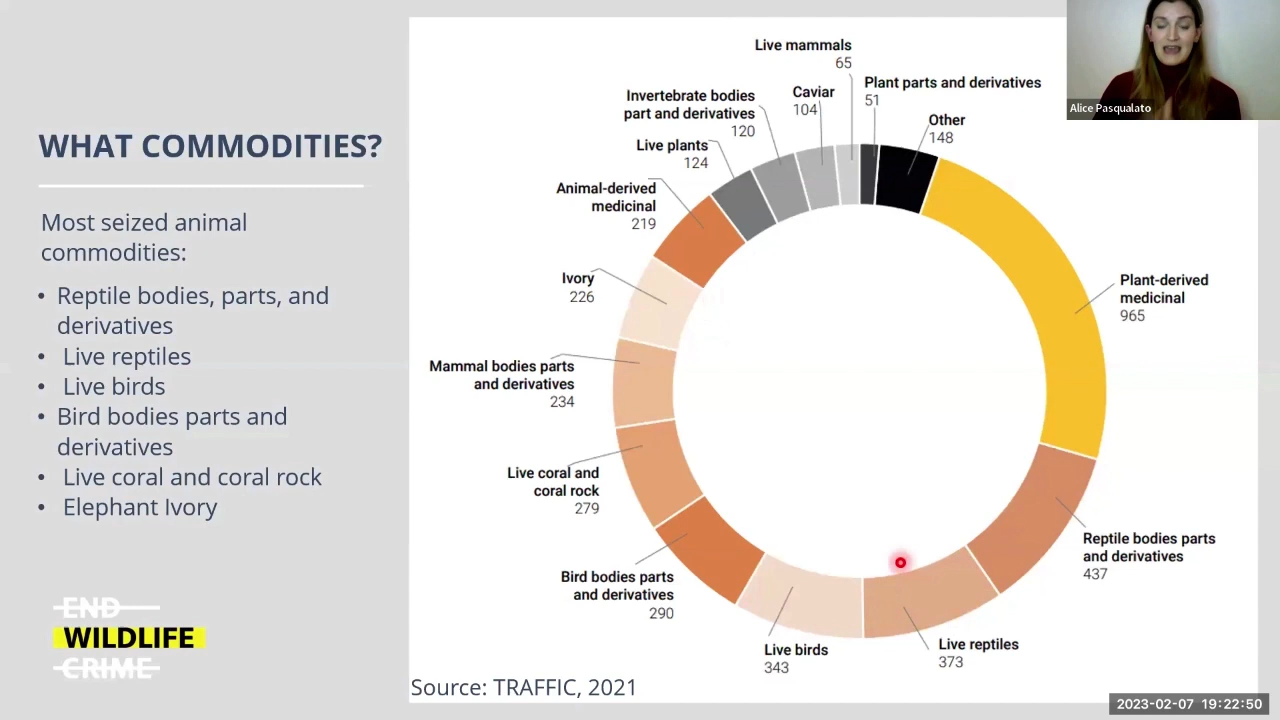 WHAT COMMODITIES?
Most seized animal
commodities:
• Reptile bodies, parts, and
derivatives
• Live reptiles
• Live birds
• Bird bodies parts and
derivatives
• Live coral and coral rock
• Elephant Ivory
END
WILDLIFE
CRIME
Live mammals
65
Plant parts and derivatives
51
Caviar
104
Other
148
Invertebrate bodies
part and derivatives
120
Live plants
124
Animal-derived
medicinal
219
Ivory
226
Mammal bodies parts
and derivatives
234
Live coral and
coral rock
279
Bird bodies parts
and derivatives
290
Live birds
343
Live reptiles
373
Reptile bodies parts
and derivatives
437
Plant-derived
medicinal
965
Source: TRAFFIC, 2021
Alice Pasqualato
2023-02-07 19:22:50